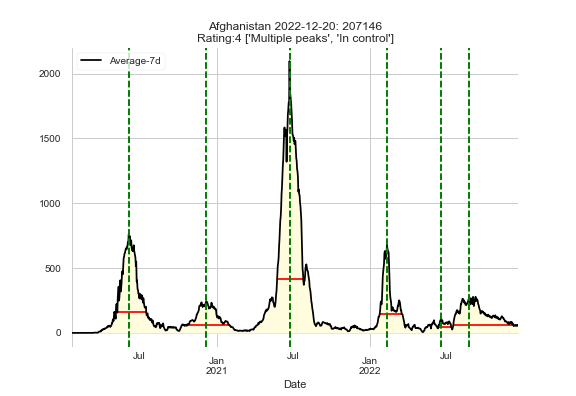 Afghanistan 2022-12-20: 207146
Rating:4 ['Multiple peaks', 'In control']
Average-7d
2000
1500
1000
500
0
Jul
Jan
2021
Jul
Jan
2022
Jul
Date